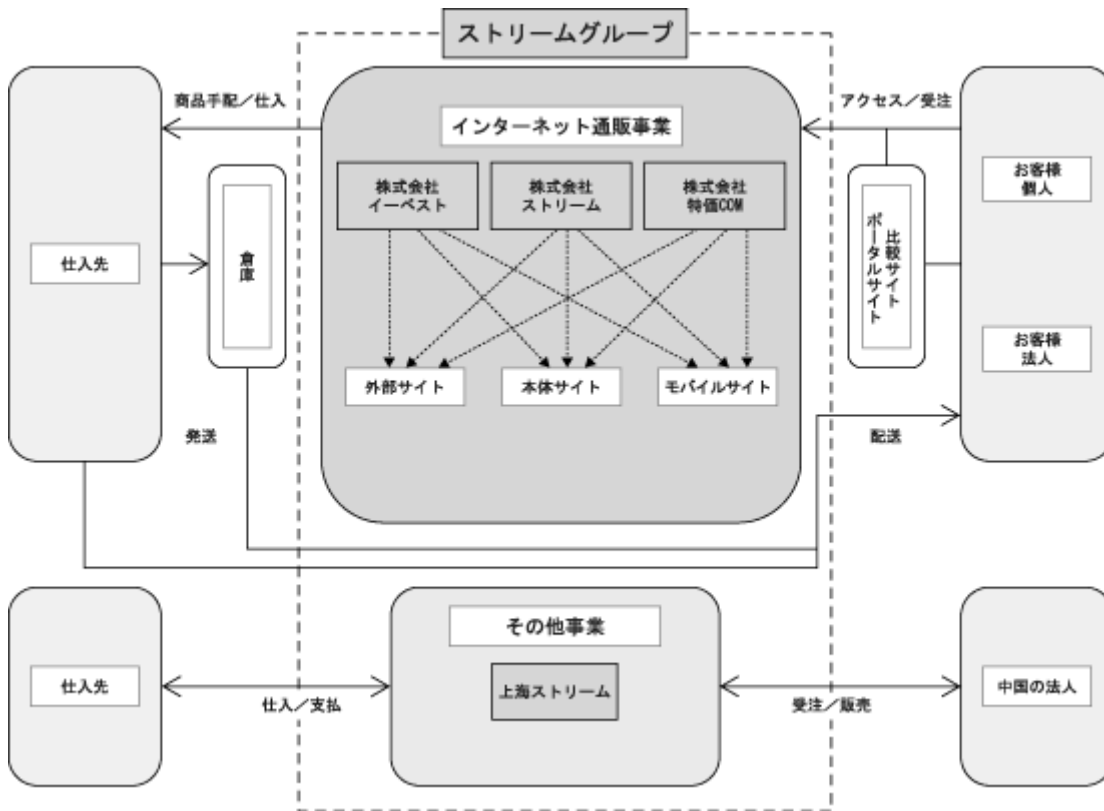 ストリームグループ
商品手配／仕入
アクセス／受注
インターネット通販事業
株式会社
イーベスト
株式会社
ストリーム
株式会社
特価COM
お客様
個人
仕入先
倉庫
比較サイト
ポータルサイト
お客様
法人
外部サイト
本体サイト
モバイルサイト
発送
配送
その他事業
仕入先
上海ストリーム
中国の法人
仕入／支払
受注／販売